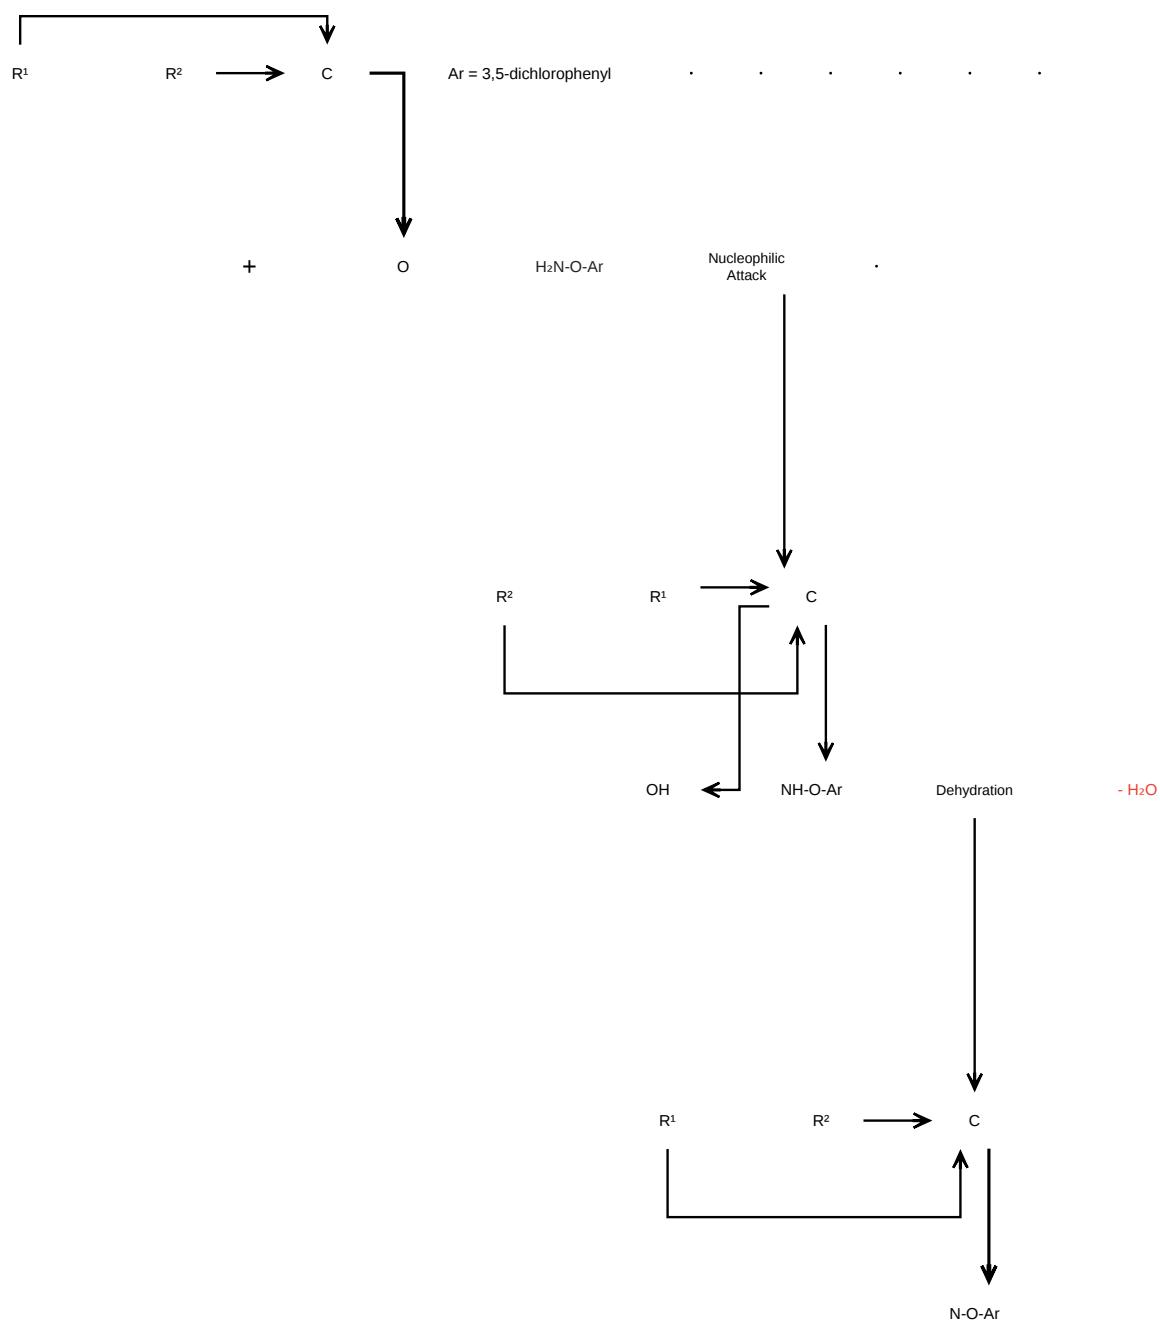 R¹
R²
C
Ar = 3,5-dichlorophenyl
.
.
.
.
.
.
+
O
H₂N-O-Ar
Nucleophilic
Attack
.
R²
R¹
C
OH
NH-O-Ar
Dehydration
- H₂O
R¹
R²
C
N-O-Ar